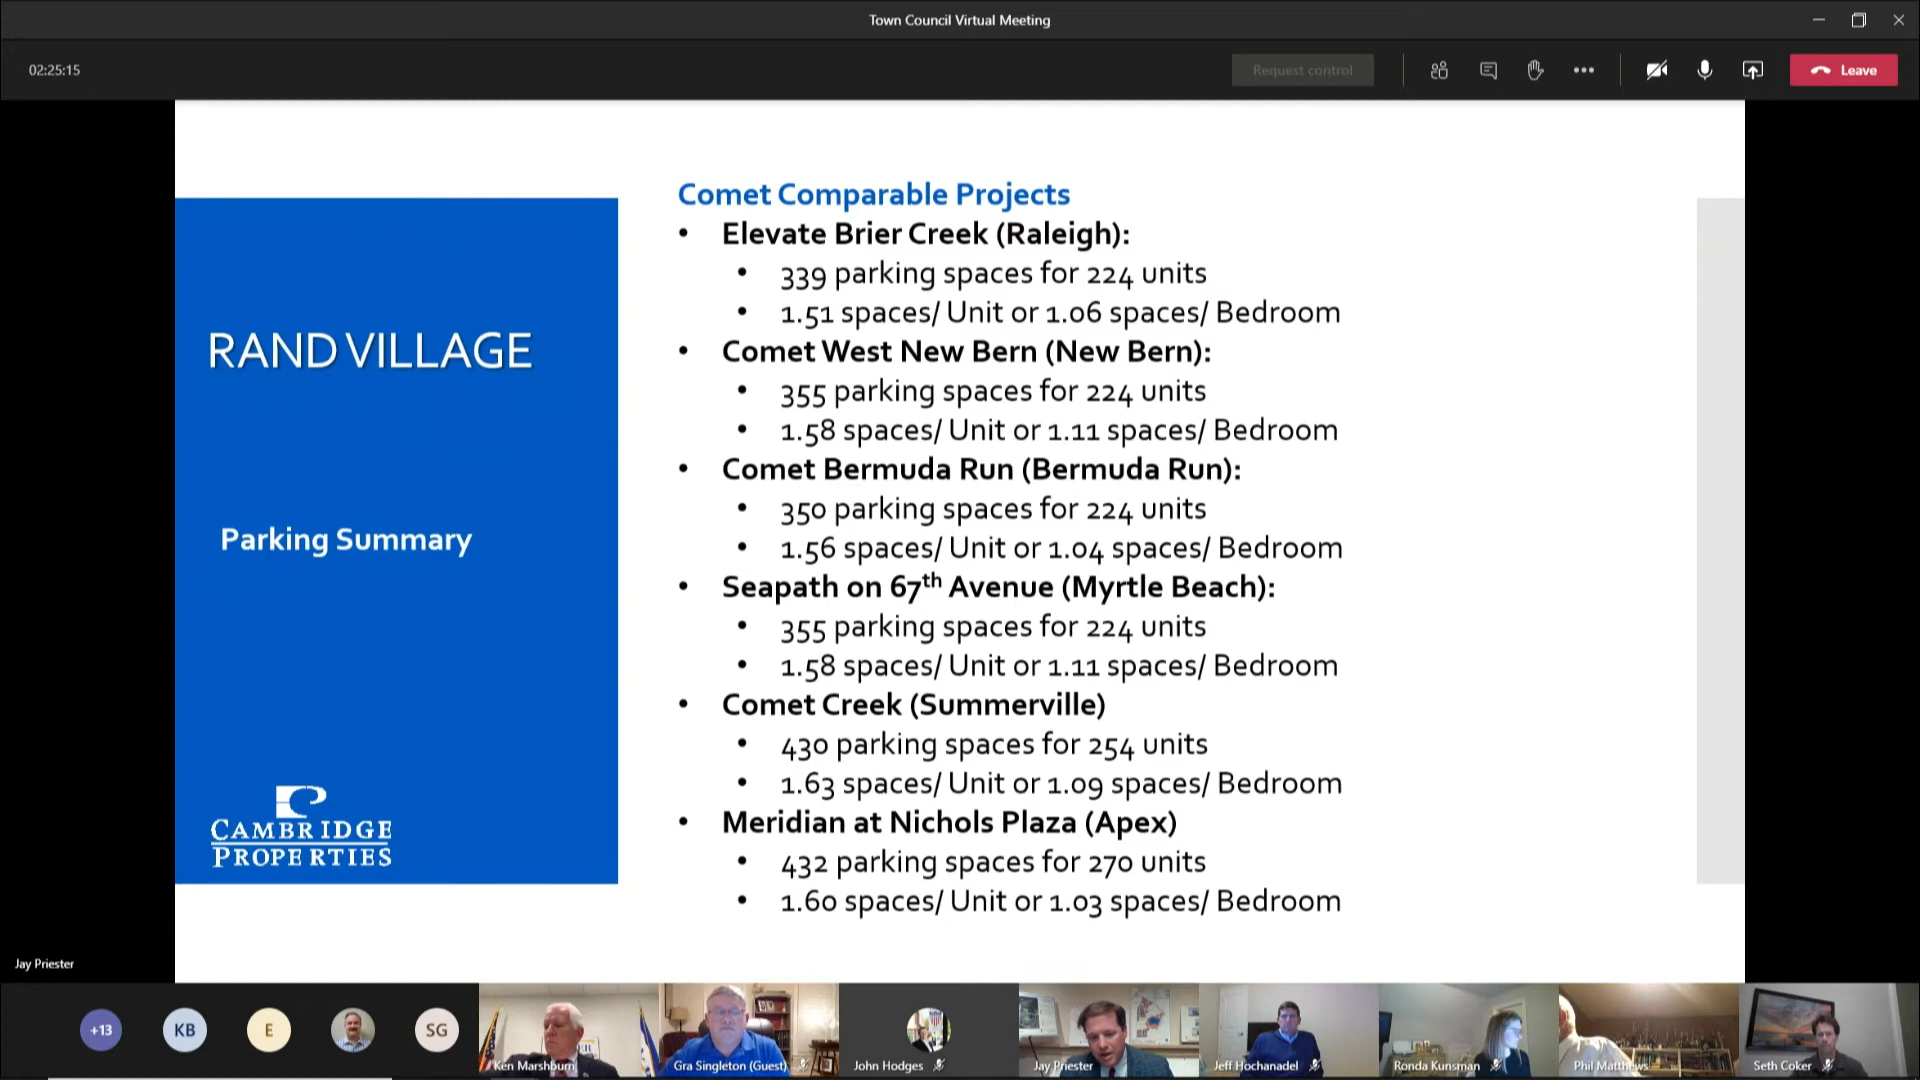 Town Council Virtual Meeting
02:25:15
Request control
Leave
RAND VILLAGE
Parking Summary
CAMBRIDGE
PROPERTIES
Comet Comparable Projects
• Elevate Brier Creek (Raleigh):
• 339 parking spaces for 224 units
• 1.51 spaces/ Unit or 1.06 spaces/ Bedroom
• Comet West New Bern (New Bern):
• 355 parking spaces for 224 units
• 1.58 spaces/ Unit or 1.11 spaces/ Bedroom
• Comet Bermuda Run (Bermuda Run):
• 350 parking spaces for 224 units
• 1.56 spaces/ Unit or 1.04 spaces/ Bedroom
• Seapath on 67th Avenue (Myrtle Beach):
• 355 parking spaces for 224 units
• 1.58 spaces/ Unit or 1.11 spaces/ Bedroom
• Comet Creek (Summerville)
• 430 parking spaces for 254 units
• 1.63 spaces/ Unit or 1.09 spaces/ Bedroom
• Meridian at Nichols Plaza (Apex)
• 432 parking spaces for 270 units
• 1.60 spaces/ Unit or 1.03 spaces/ Bedroom
Jay Priester
+13
KB
E
SG
Ken Marshburn
Gra Singleton (Guest)
John Hodges
Jay Priester
Jeff Hochanadel
Ronda Kunsman
Phil Matthews
Seth Coker